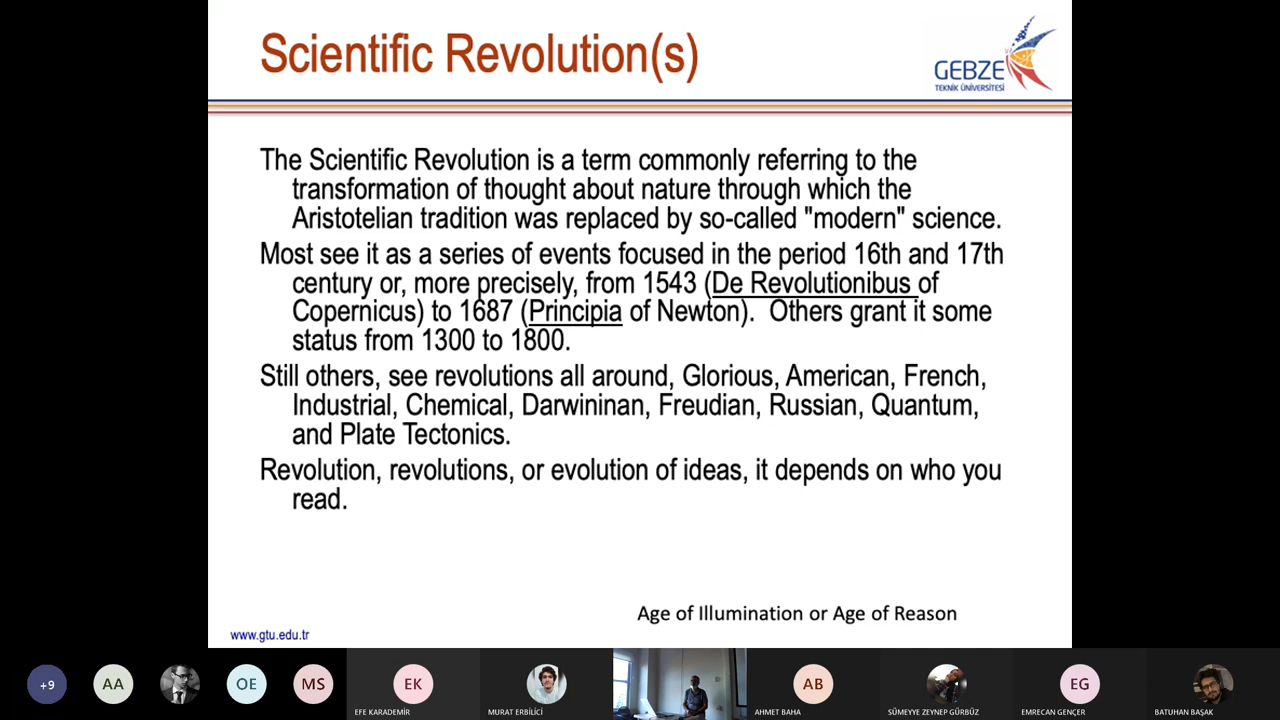 Scientific Revolution(s)
GEBZE
TEKNİK ÜNİVERSİTESİ
The Scientific Revolution is a term commonly referring to the
transformation of thought about nature through which the
Aristotelian tradition was replaced by so-called "modern" science.
Most see it as a series of events focused in the period 16th and 17th
century or, more precisely, from 1543 (De Revolutionibus of
Copernicus) to 1687 (Principia of Newton). Others grant it some
status from 1300 to 1800.
Still others, see revolutions all around, Glorious, American, French,
Industrial, Chemical, Darwininan, Freudian, Russian, Quantum,
and Plate Tectonics.
Revolution, revolutions, or evolution of ideas, it depends on who you
read.
Age of Illumination or Age of Reason
www.gtu.edu.tr
+9
AA
OE
MS
EK
EFE KARADEMİR
MURAT ERBİLİCİ
AB
AHMET BAHA
SÜMEYYE ZEYNEP GÜRBÜZ
EG
EMRECAN GENÇER
BATUHAN BAŞAK